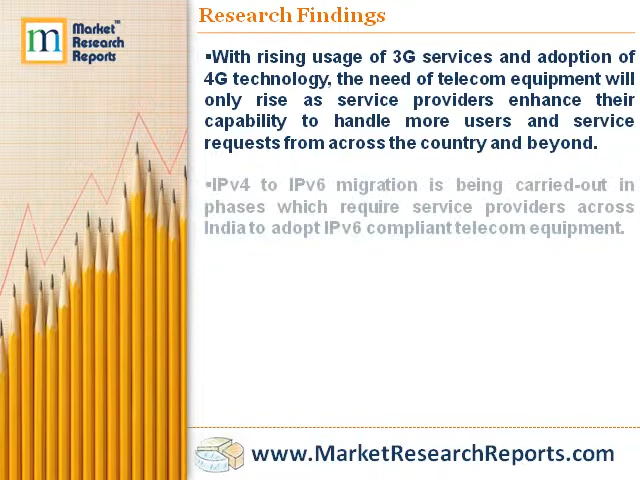 m
Market™
Research
Reports
Research Findings
▪With rising usage of 3G services and adoption of
4G technology, the need of telecom equipment will
only rise as service providers enhance their
capability to handle more users and service
requests from across the country and beyond.
▪IPv4 to IPv6 migration is being carried-out in
phases which require service providers across
India to adopt IPv6 compliant telecom equipment.
www.MarketResearchReports.com